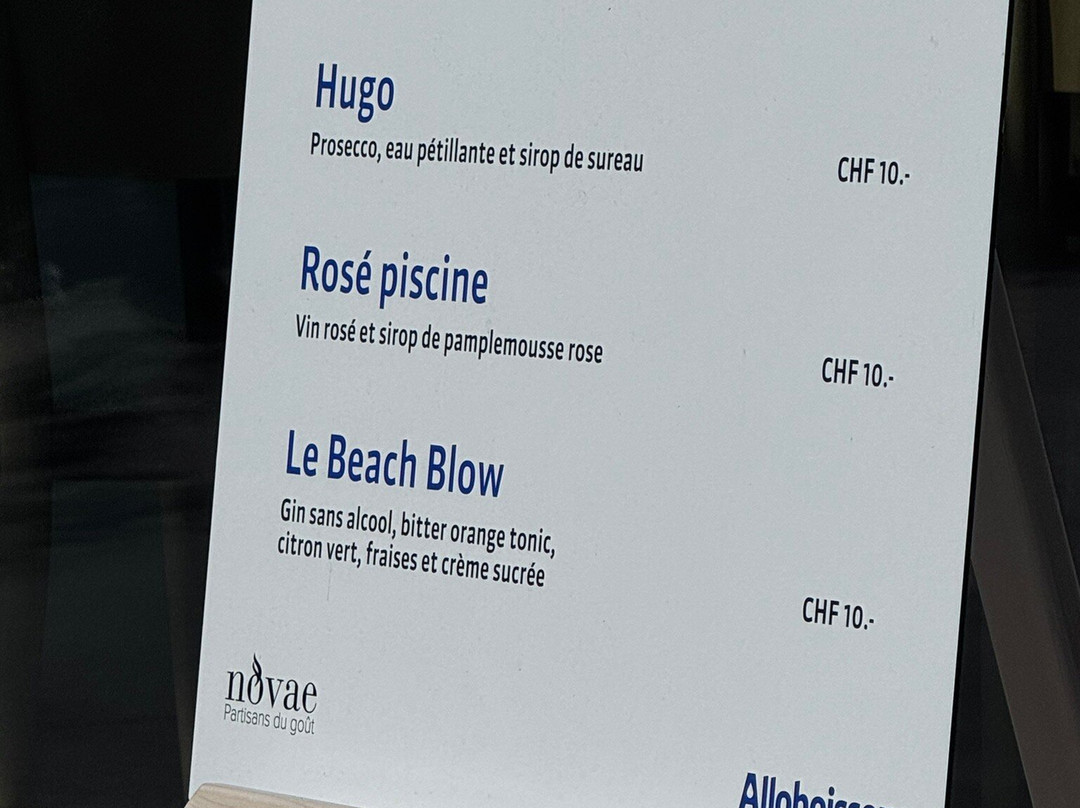 Hugo
Prosecco, eau pétillante et sirop de sureau
CHF 10.-
Rosé piscine
Vin rosé et sirop de pamplemousse rose
CHF 10.-
Le Beach Blow
Gin sans alcool, bitter orange tonic,
citron vert, fraises et crème sucrée
CHF 10.-
novae
Partisans du goût